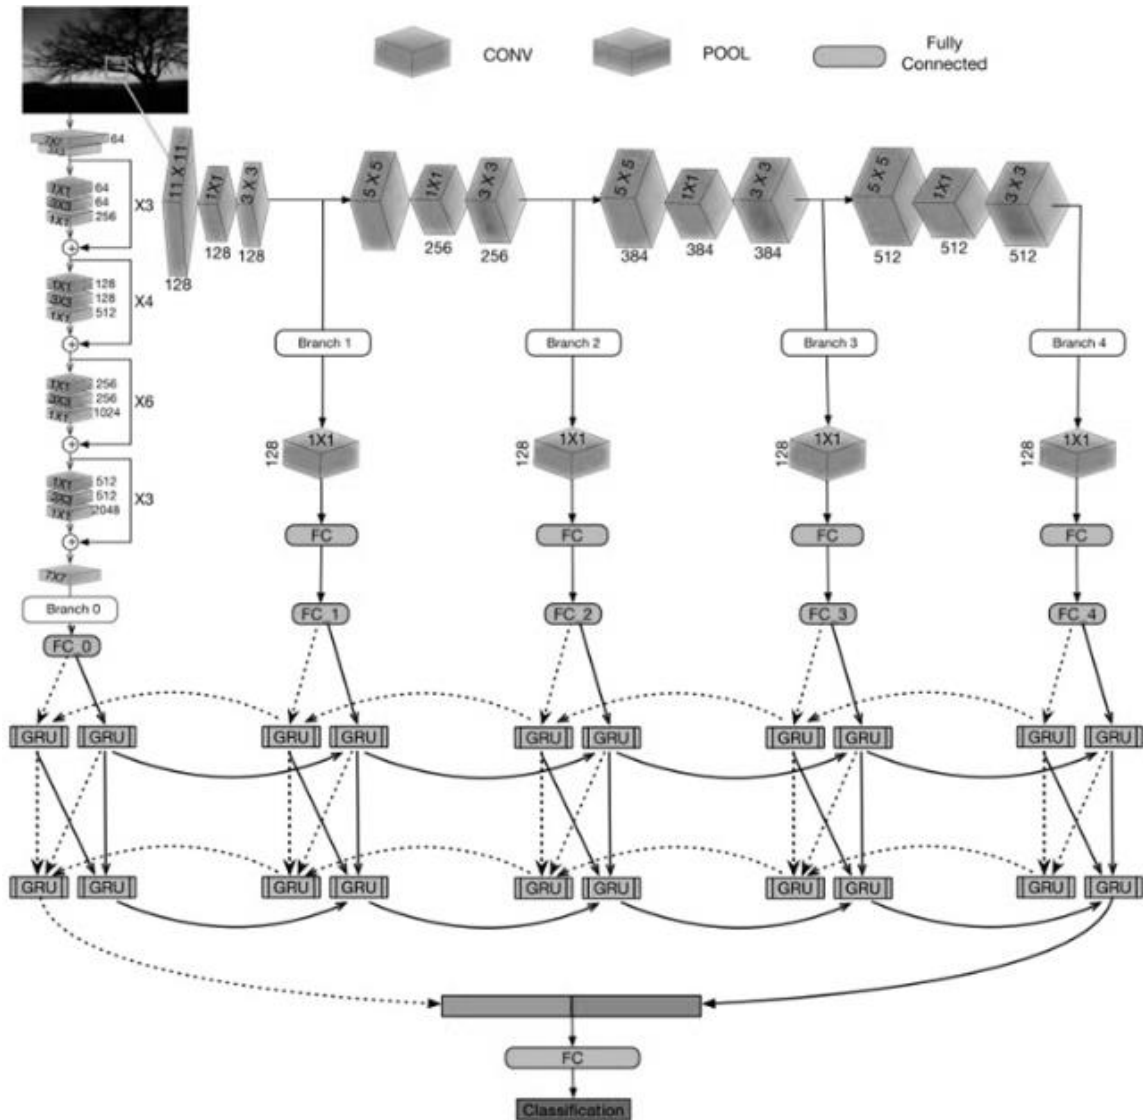 CONV
POOL
Fully
Connected
7X7
64
1X1
64
3X3
64
1X1
256
X3
1X1
128
3X3
128
1X1
512
X4
1X1
256
3X3
256
1X1
1024
X6
1X1
512
3X3
512
1X1
2048
X3
7X7
Branch 0
FC_0
11 X 11
128
1X1
128
3 X 3
128
5 X 5
1X1
256
3 X 3
256
5 X 5
384
1X1
384
3 X 3
384
5 X 5
512
1X1
512
3 X 3
512
Branch 1
Branch 2
Branch 3
Branch 4
128
1X1
128
1X1
128
1X1
128
1X1
FC
FC
FC
FC
FC_1
FC_2
FC_3
FC_4
GRU GRU GRU GRU GRU GRU GRU GRU GRU GRU
GRU GRU GRU GRU GRU GRU GRU GRU GRU GRU
FC
Classification